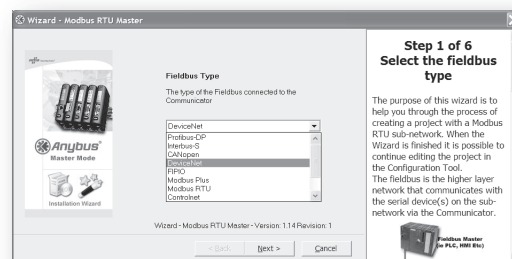 Wizard - Modbus RTU Master
Anybus®
Master Mode
Installation Wizard
Fieldbus Type
The type of the Fieldbus connected to the
Communicator
DeviceNet
Profibus-DP
Interbus-S
CANopen
DeviceNet
FIPIO
Modbus Plus
Modbus RTU
Controlnet
Wizard - Modbus RTU Master - Version: 1.14 Revision: 1
< Back
Next >
Cancel
Step 1 of 6
Select the fieldbus
type
The purpose of this wizard is to
help you through the process of
creating a project with a Modbus
RTU sub-network. When the
Wizard is finished it is possible to
continue editing the project in
the Configuration Tool.
The fieldbus is the higher layer
network that communicates with
the serial device(s) on the sub-
network via the Communicator.
Fieldbus Master
(ie PLC, HMI Etc)